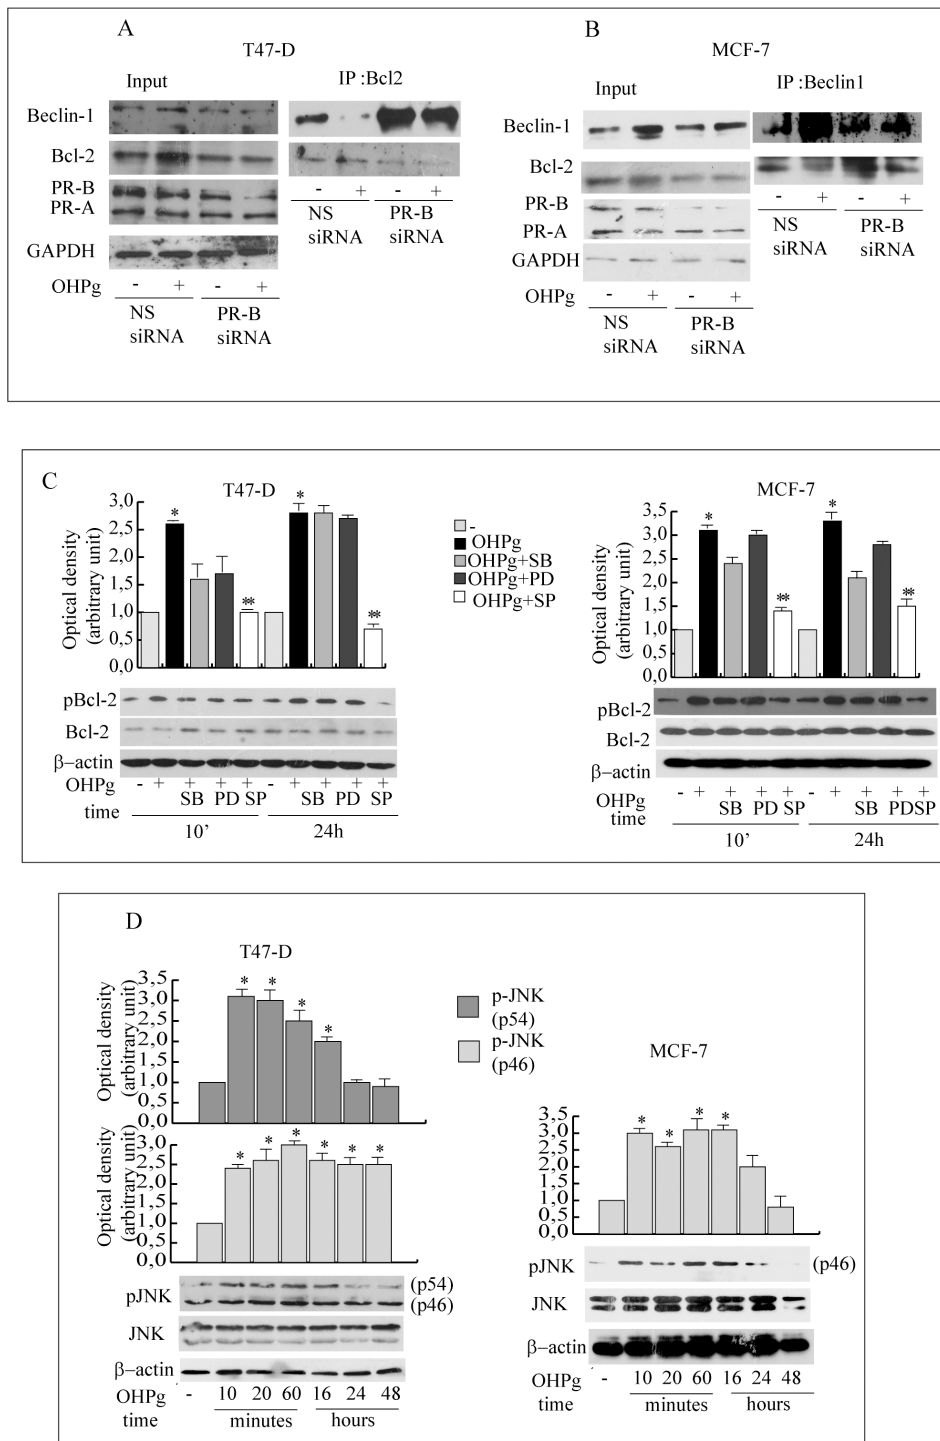 A
T47-D
Input
IP :Bcl2
Beclin-1
Bcl-2
PR-B
PR-A
GAPDH
OHPg - + - +
NS siRNA
PR-B siRNA
- + - +
NS siRNA
PR-B siRNA
B
MCF-7
Input
IP :Beclin1
Beclin-1
Bcl-2
PR-B
PR-A
GAPDH
OHPg - + - +
NS siRNA
PR-B siRNA
- + - +
NS siRNA
PR-B siRNA
C
T47-D
Optical density
(arbitrary unit)
3,0
2,5
2,0
1,5
1,0
0,5
0,0
* ** * **
pBcl-2
Bcl-2
β−actin
OHPg - + + + + - + + + +
SB PD SP SB PD SP
time
10’ 24h
-
OHPg
OHPg+SB
OHPg+PD
OHPg+SP
MCF-7
Optical density
(arbitrary unit)
3,5
3,0
2,5
2,0
1,5
1,0
0,5
0,0
* ** * **
pBcl-2
Bcl-2
β−actin
OHPg - + + + + - + + + +
SB PD SP SB PD SP
time
10’ 24h
D
T47-D
Optical density
(arbitrary unit)
3,5
3,0
2,5
2,0
1,5
1,0
0,5
0,0
* * * *
Optical density
(arbitrary unit)
3,0
2,5
2,0
1,5
1,0
0,5
0,0
* * * * * *
pJNK
(p54)
(p46)
JNK
β−actin
OHPg - 10 20 60 16 24 48
time minutes hours
p-JNK
(p54)
p-JNK
(p46)
MCF-7
3,5
3,0
2,5
2,0
1,5
1,0
0,5
0,0
* * * *
pJNK (p46)
JNK
β−actin
OHPg - 10 20 60 16 24 48
time minutes hours